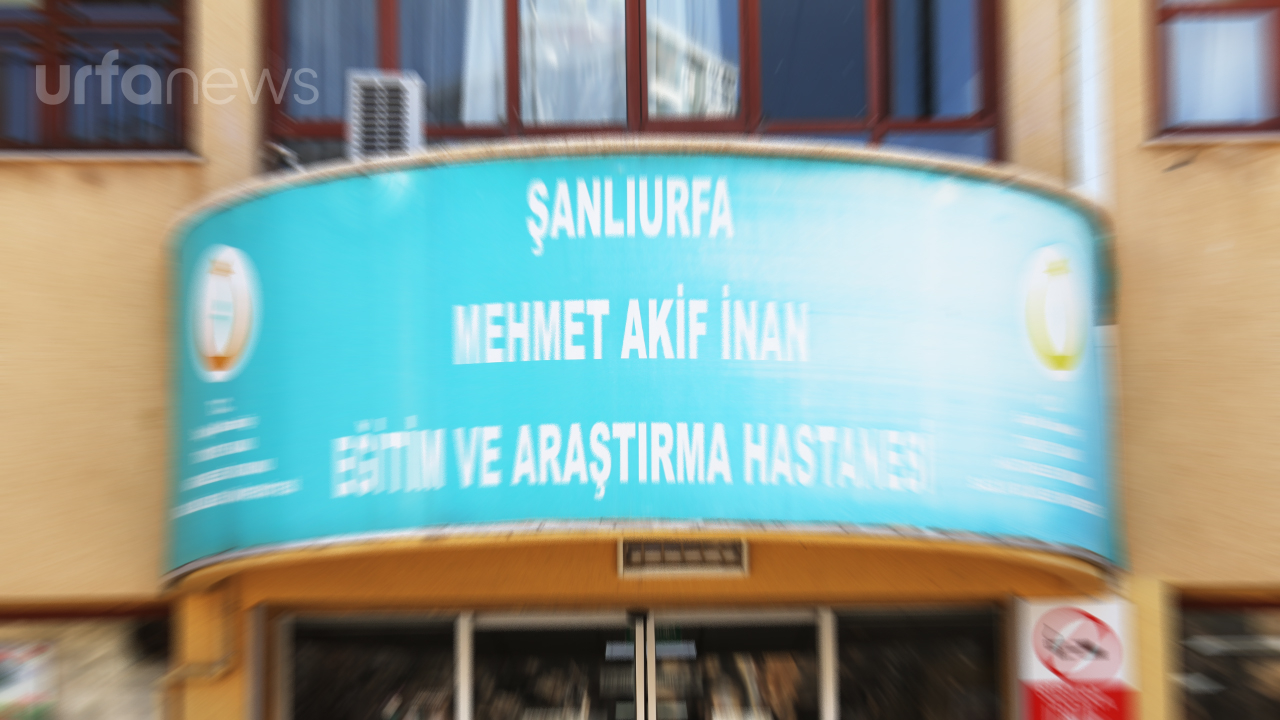 urfanews
ŞANLIURFA
MEHMET AKİF İNAN
EĞİTİM VE ARAŞTIRMA HASTANESİ